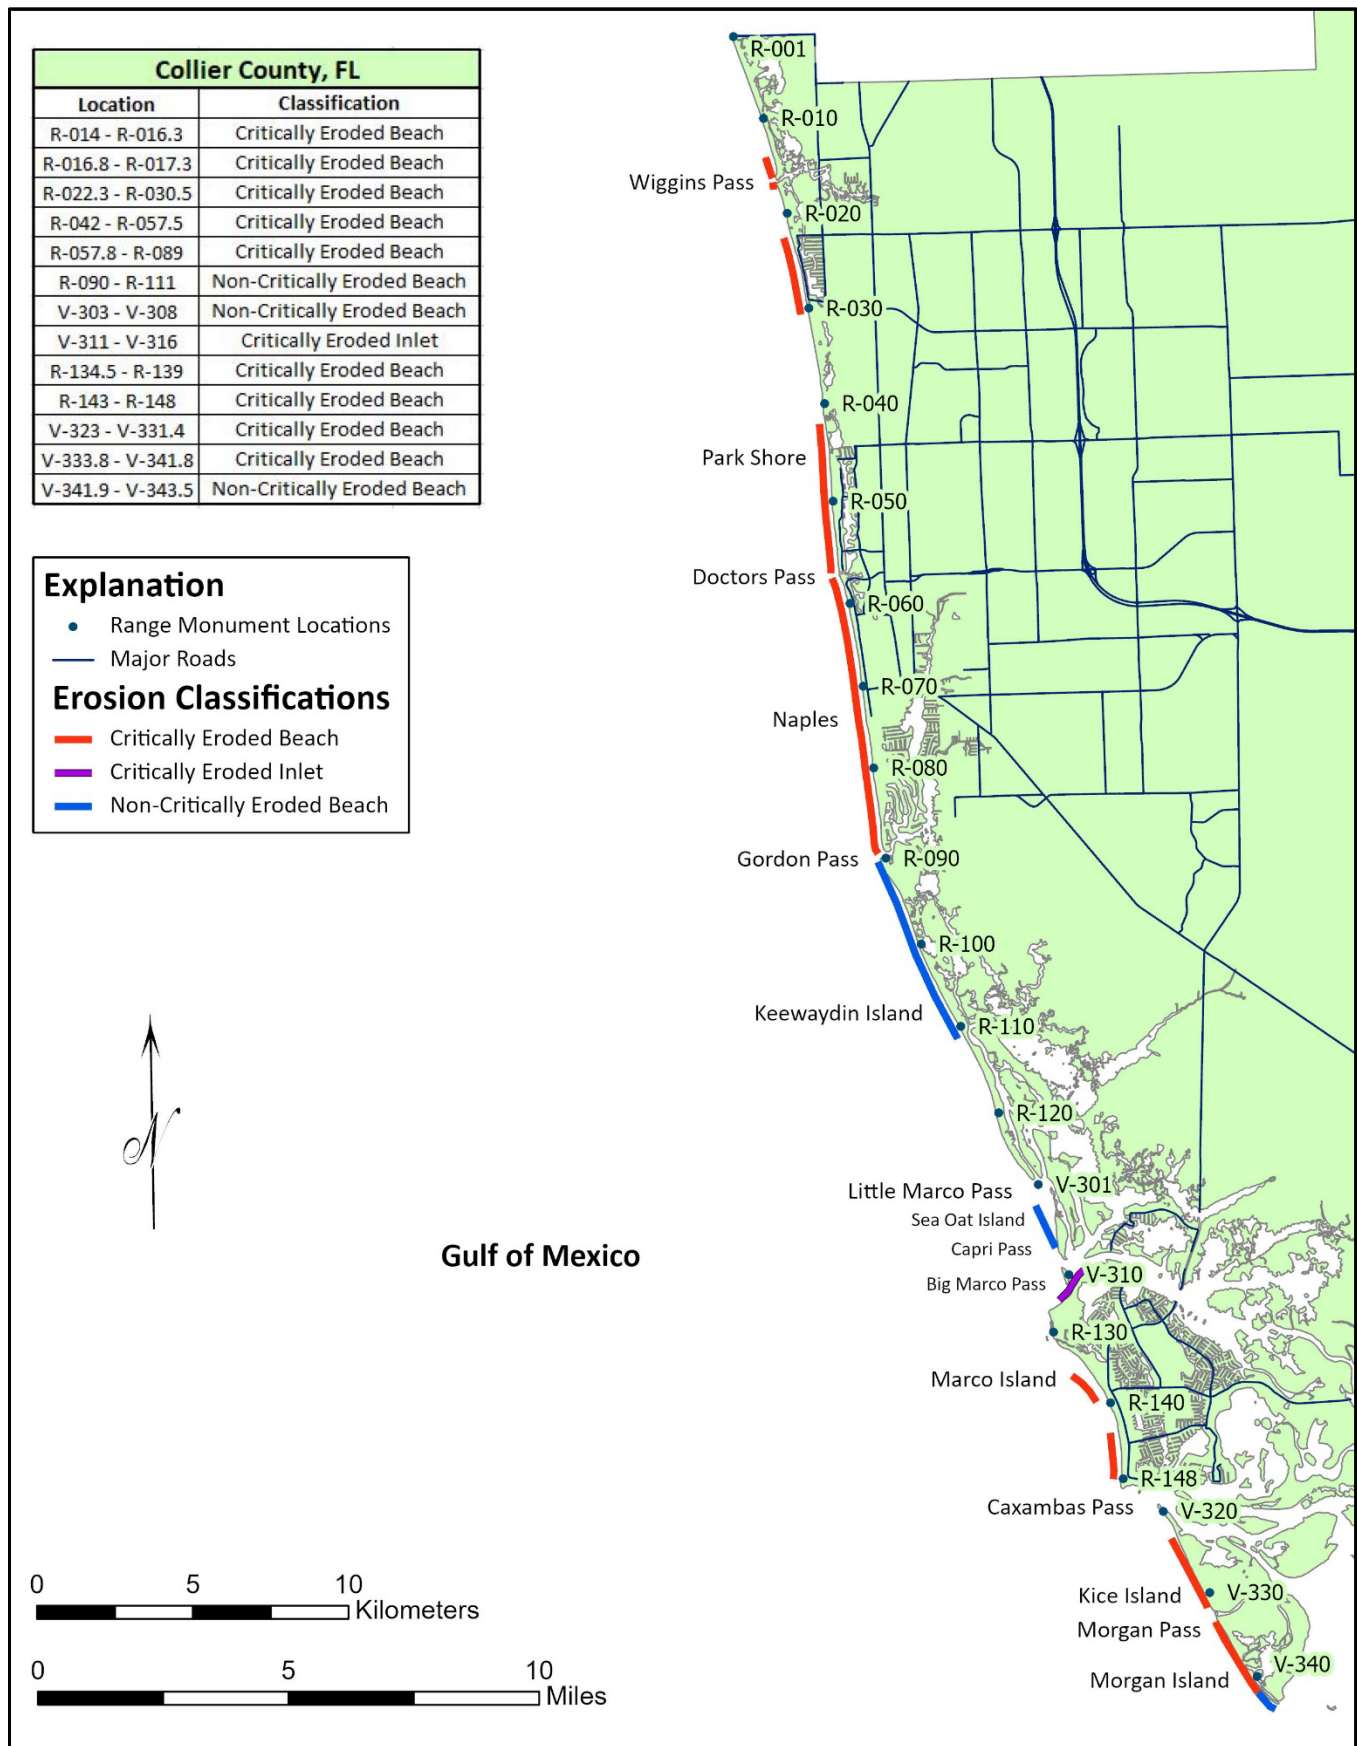 Collier County, FL
Location Classification
R-014 - R-016.3 Critically Eroded Beach
R-016.8 - R-017.3 Critically Eroded Beach
R-022.3 - R-030.5 Critically Eroded Beach
R-042 - R-057.5 Critically Eroded Beach
R-057.8 - R-089 Critically Eroded Beach
R-090 - R-111 Non-Critically Eroded Beach
V-303 - V-308 Non-Critically Eroded Beach
V-311 - V-316 Critically Eroded Inlet
R-134.5 - R-139 Critically Eroded Beach
R-143 - R-148 Critically Eroded Beach
V-323 - V-331.4 Critically Eroded Beach
V-333.8 - V-341.8 Critically Eroded Beach
V-341.9 - V-343.5 Non-Critically Eroded Beach
Explanation
Range Monument Locations
Major Roads
Erosion Classifications
Critically Eroded Beach
Critically Eroded Inlet
Non-Critically Eroded Beach
R-001
R-010
Wiggins Pass
R-020
R-030
R-040
Park Shore
R-050
Doctors Pass
R-060
R-070
Naples
R-080
Gordon Pass
R-090
R-100
Keewaydin Island
R-110
R-120
Little Marco Pass
V-301
Sea Oat Island
Capri Pass
Big Marco Pass
V-310
R-130
Marco Island
R-140
R-148
Caxambas Pass
V-320
Kice Island
V-330
Morgan Pass
V-340
Morgan Island
N
Gulf of Mexico
0 5 10
Kilometers
0 5 10
Miles